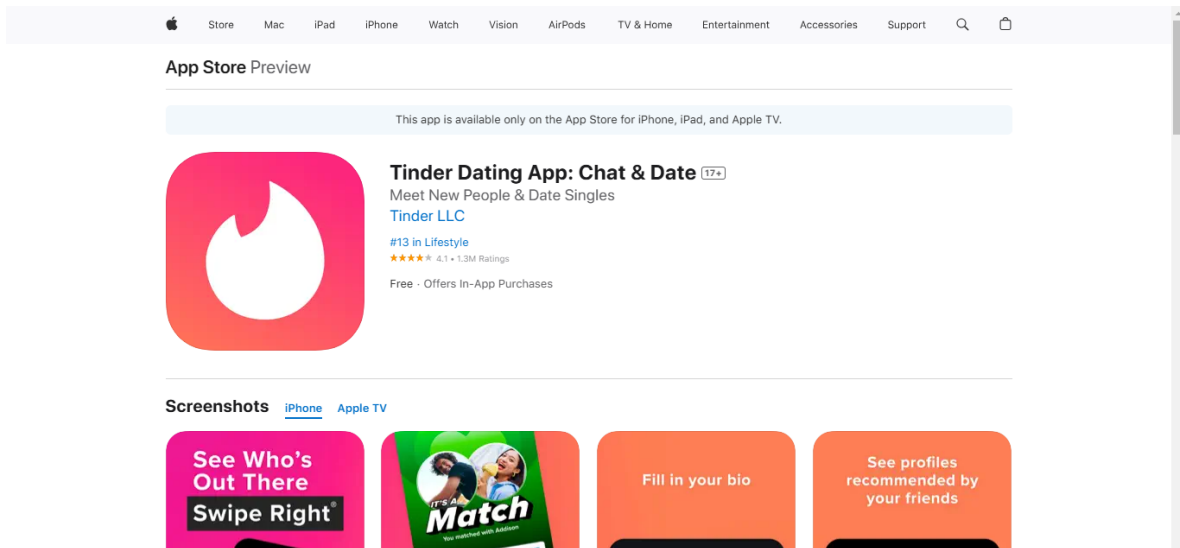 Store Mac iPad iPhone Watch Vision AirPods TV & Home Entertainment Accessories Support
App Store Preview
This app is available only on the App Store for iPhone, iPad, and Apple TV.
Tinder Dating App: Chat & Date 17+
Meet New People & Date Singles
Tinder LLC
#13 in Lifestyle
★★★★★ 4.1 • 1.3M Ratings
Free · Offers In-App Purchases
Screenshots iPhone Apple TV
See Who's
Out There
Swipe Right®
IT'S A
Match
You matched with Addison
Fill in your bio
See profiles
recommended by
your friends